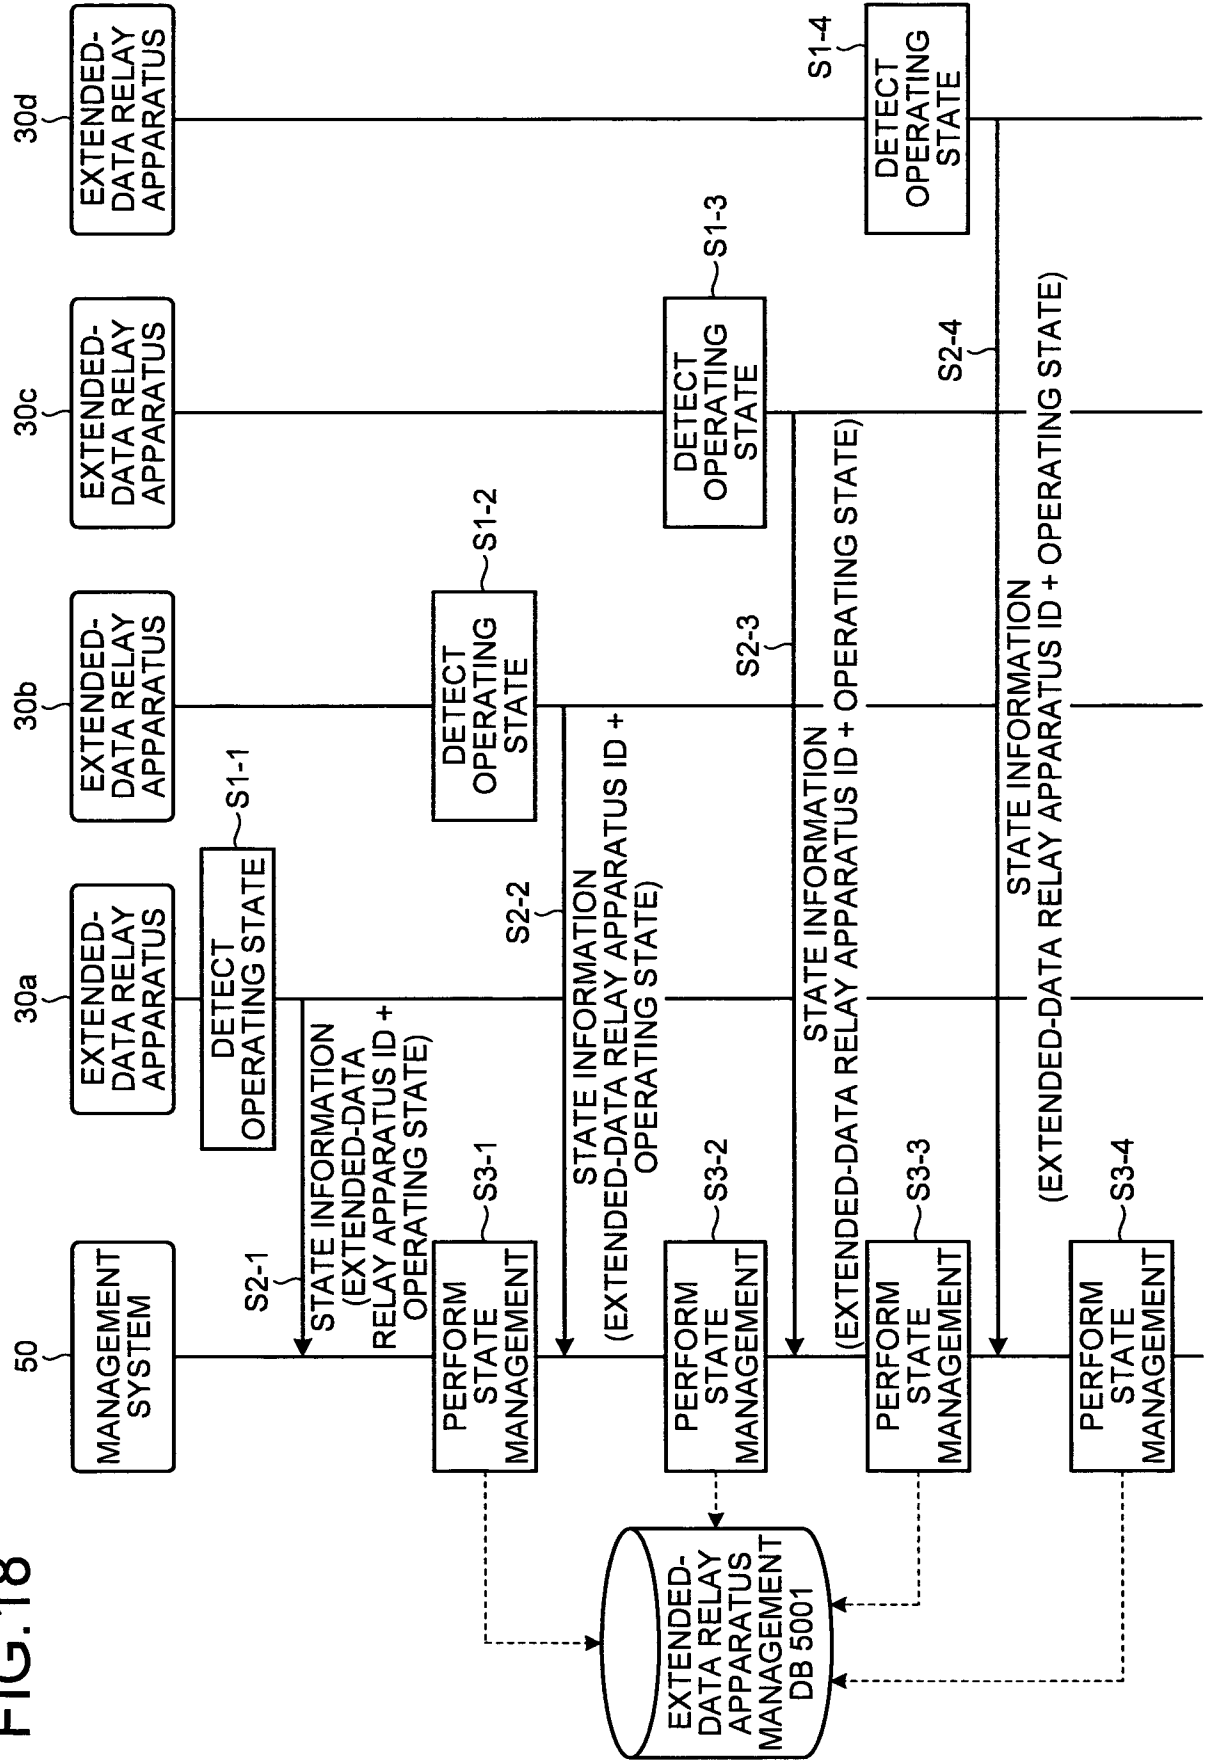 FIG.18
50
MANAGEMENT
SYSTEM
30a
EXTENDED-
DATA RELAY
APPARATUS
30b
EXTENDED-
DATA RELAY
APPARATUS
30c
EXTENDED-
DATA RELAY
APPARATUS
30d
EXTENDED-
DATA RELAY
APPARATUS
DETECT
OPERATING STATE
S1-1
S2-1
STATE INFORMATION
(EXTENDED-DATA
RELAY APPARATUS ID +
OPERATING STATE)
PERFORM
STATE
MANAGEMENT
S3-1
DETECT
OPERATING
STATE
S1-2
S2-2
STATE INFORMATION
(EXTENDED-DATA RELAY APPARATUS ID +
OPERATING STATE)
EXTENDED-
DATA RELAY
APPARATUS
MANAGEMENT
DB 5001
PERFORM
STATE
MANAGEMENT
S3-2
DETECT
OPERATING
STATE
S1-3
S2-3
STATE INFORMATION
(EXTENDED-DATA RELAY APPARATUS ID + OPERATING STATE)
PERFORM
STATE
MANAGEMENT
S3-3
DETECT
OPERATING
STATE
S1-4
S2-4
STATE INFORMATION
(EXTENDED-DATA RELAY APPARATUS ID + OPERATING STATE)
PERFORM
STATE
MANAGEMENT
S3-4